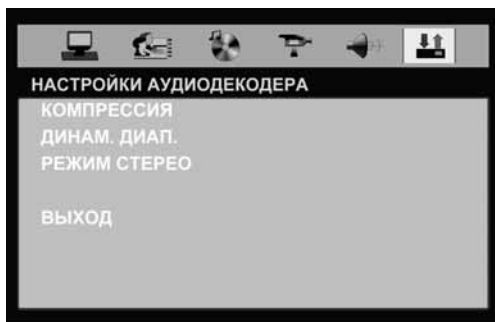 НАСТРОЙКИ АУДИОДЕКОДЕРА
КОМПРЕССИЯ
ДИНАМ. ДИАП.
РЕЖИМ СТЕРЕО
ВЫХОД